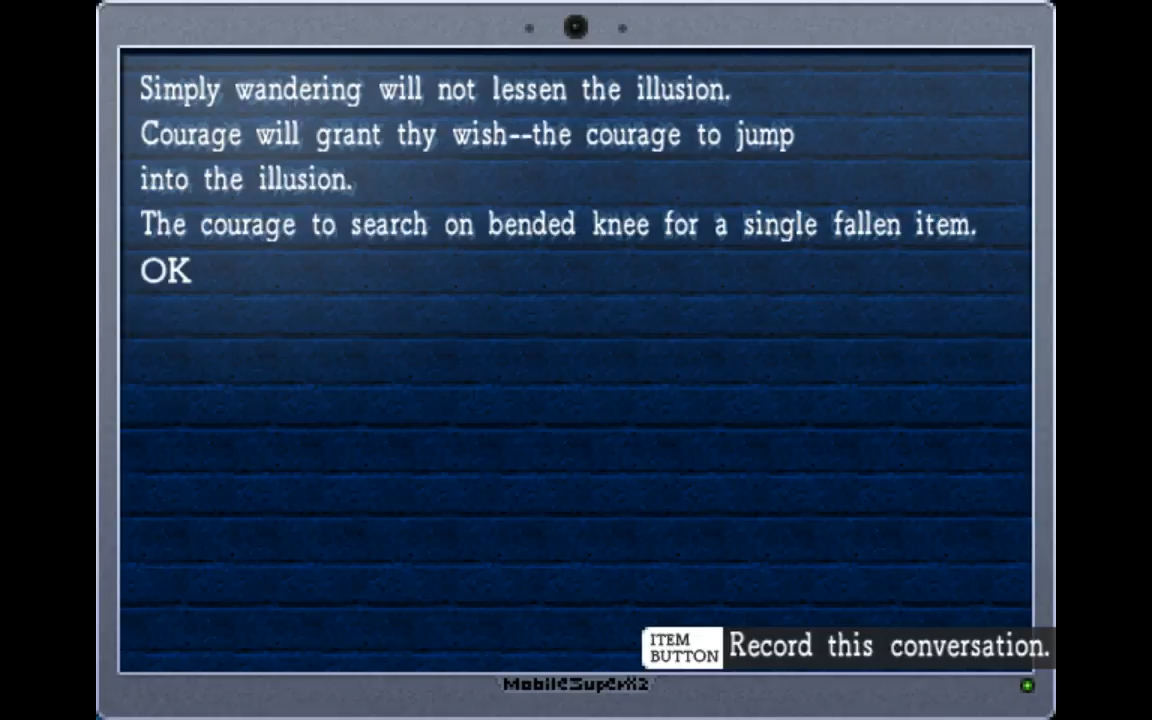 Simply wandering will not lessen the illusion.
Courage will grant thy wish--the courage to jump
into the illusion.
The courage to search on bended knee for a single fallen item.
OK
ITEM
BUTTON
Record this conversation.
MobileSuperX2